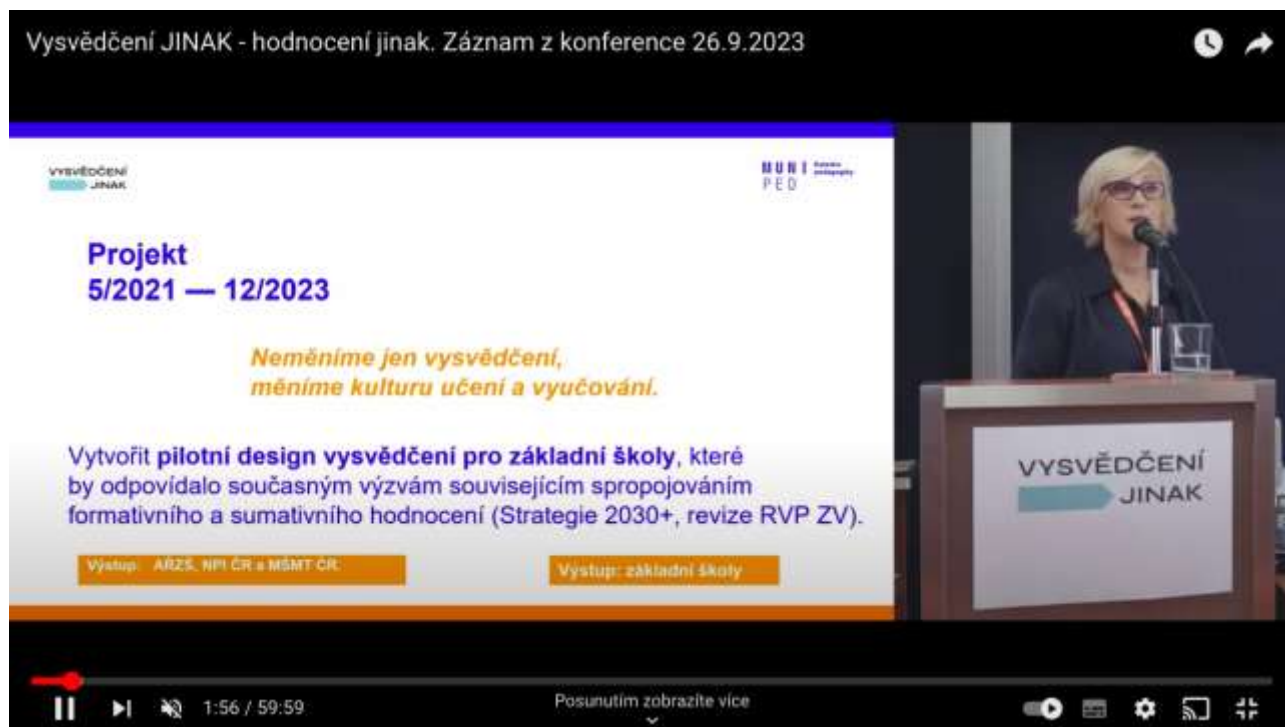 Vysvědčení JINAK - hodnocení jinak. Záznam z konference 26.9.2023
VYSVĚDČENÍ
JINAK
MUNI Katedra
PED pedagogiky
Projekt
5/2021 — 12/2023
Neměníme jen vysvědčení,
měníme kulturu učení a vyučování.
Vytvořit pilotní design vysvědčení pro základní školy, které
by odpovídalo současným výzvám souvisejícím spropojováním
formativního a sumativního hodnocení (Strategie 2030+, revize RVP ZV).
Výstup: AŘZŠ, NPI ČR a MŠMT ČR.
Výstup: základní školy
VYSVĚDČENÍ
JINAK
1:56 / 59:59
Posunutím zobrazíte více